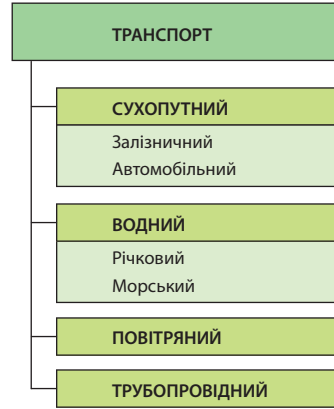 ТРАНСПОРТ
СУХОПУТНИЙ
Залізничний
Автомобільний
ВОДНИЙ
Річковий
Морський
ПОВІТРЯНИЙ
ТРУБОПРОВІДНИЙ